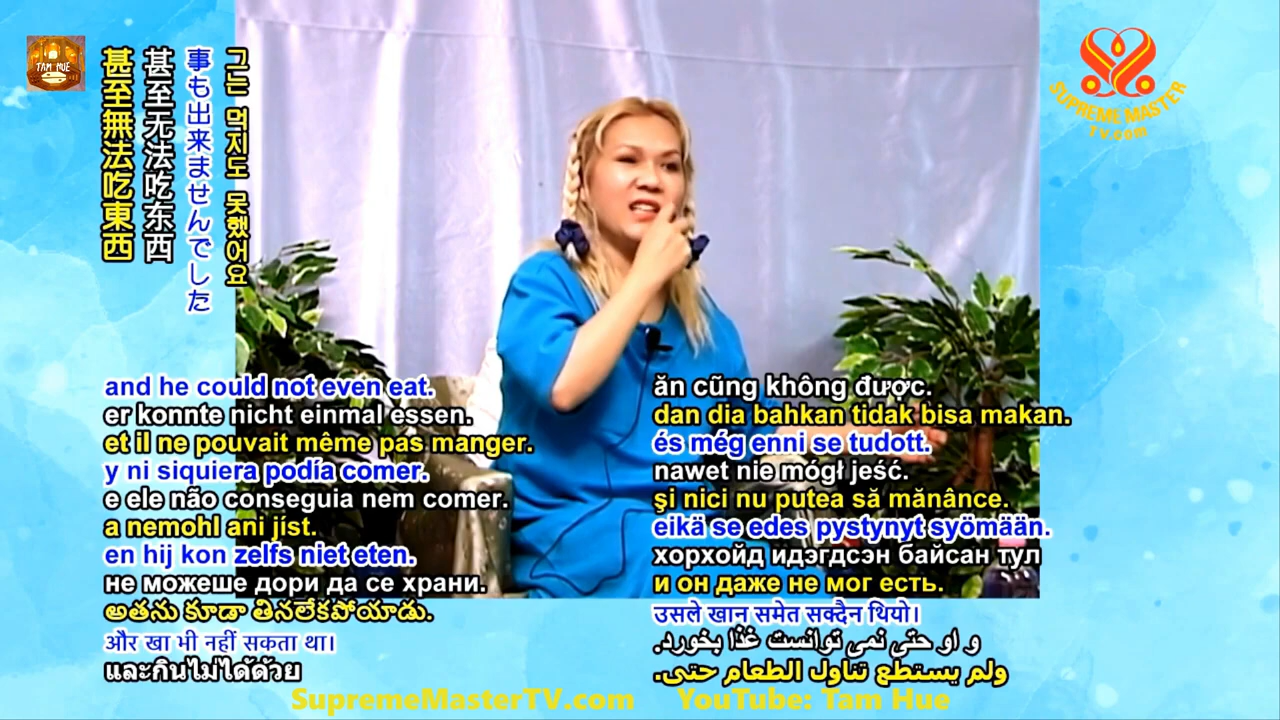 TAM HUE
SUPREME MASTER
TV.com
甚至無法吃東西
甚至无法吃东西
事も出来ませんでした
그는 먹지도 못했어요
and he could not even eat.
er konnte nicht einmal essen.
et il ne pouvait même pas manger.
y ni siquiera podía comer.
e ele não conseguia nem comer.
a nemohl ani jíst.
en hij kon zelfs niet eten.
не можеше дори да се храни.
అతను కూడా తినలేకపోయాడు.
और खा भी नहीं सकता था।
และกินไม่ได้ด้วย
ăn cũng không được.
dan dia bahkan tidak bisa makan.
és még enni se tudott.
nawet nie mógł jeść.
şi nici nu putea să mănânce.
eikä se edes pystynyt syömään.
хорхойд идэгдсэн байсан тул
и он даже не мог есть.
उसले खान समेत सक्दैन थियो।
و او حتی نمی توانست غذا بخورد.
ولم يستطع تناول الطعام حتى.
SupremeMasterTV.com
YouTube: Tam Hue